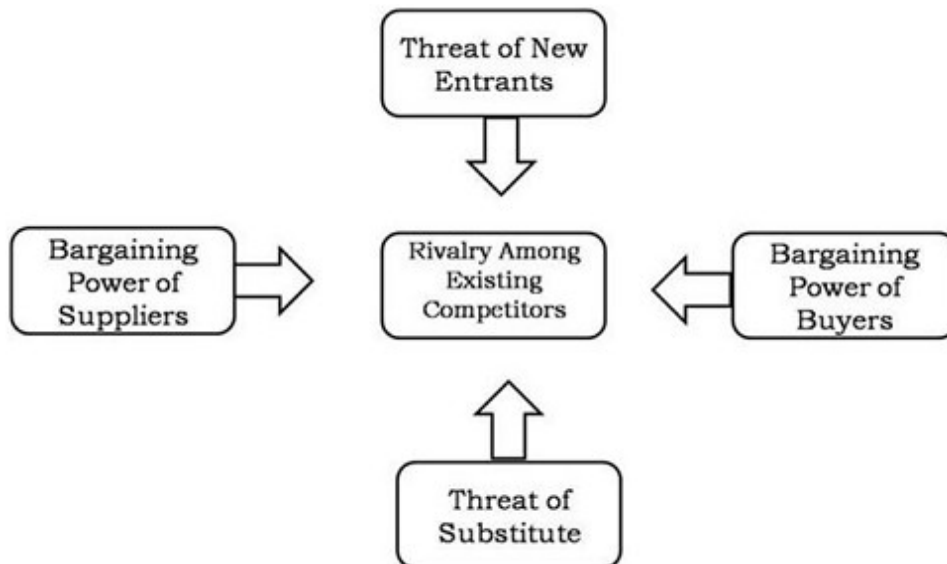 Threat of New
Entrants
Bargaining
Power of
Suppliers
Rivalry Among
Existing
Competitors
Bargaining
Power of
Buyers
Threat of
Substitute